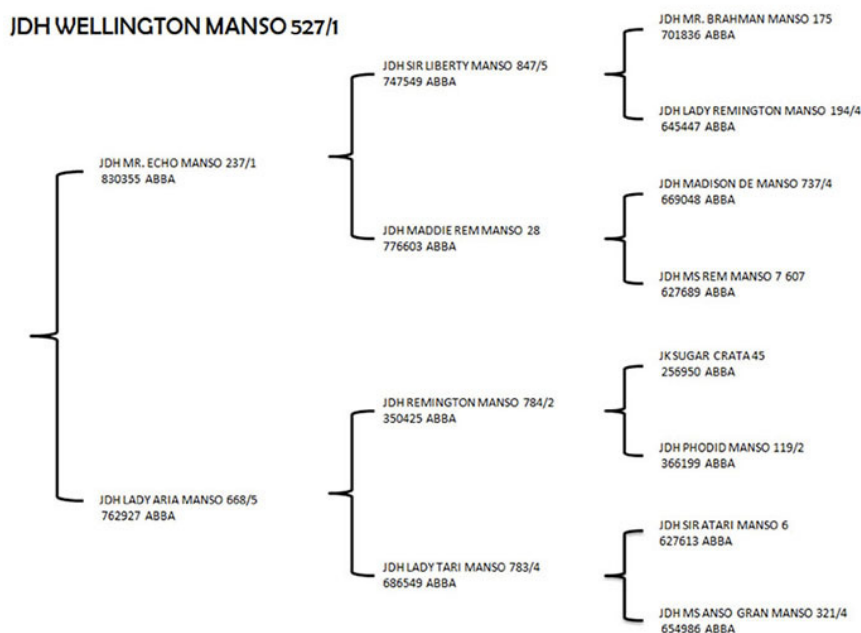 JDH WELLINGTON MANSO 527/1
JDH MR. BRAHMAN MANSO 175
701836 ABBA
JDH SIR LIBERTY MANSO 847/5
747549 ABBA
JDH LADY REMINGTON MANSO 194/4
645447 ABBA
JDH MR. ECHO MANSO 237/1
830355 ABBA
JDH MADISON DE MANSO 737/4
669048 ABBA
JDH MADDIE REM MANSO 28
776603 ABBA
JDH MS REM MANSO 7 607
627689 ABBA
JK SUGAR CRATA 45
256950 ABBA
JDH REMINGTON MANSO 784/2
350425 ABBA
JDH PHODID MANSO 119/2
366199 ABBA
JDH LADY ARIA MANSO 668/5
762927 ABBA
JDH SIR ATARI MANSO 6
627613 ABBA
JDH LADY TARI MANSO 783/4
686549 ABBA
JDH MS ANSO GRAN MANSO 321/4
654986 ABBA